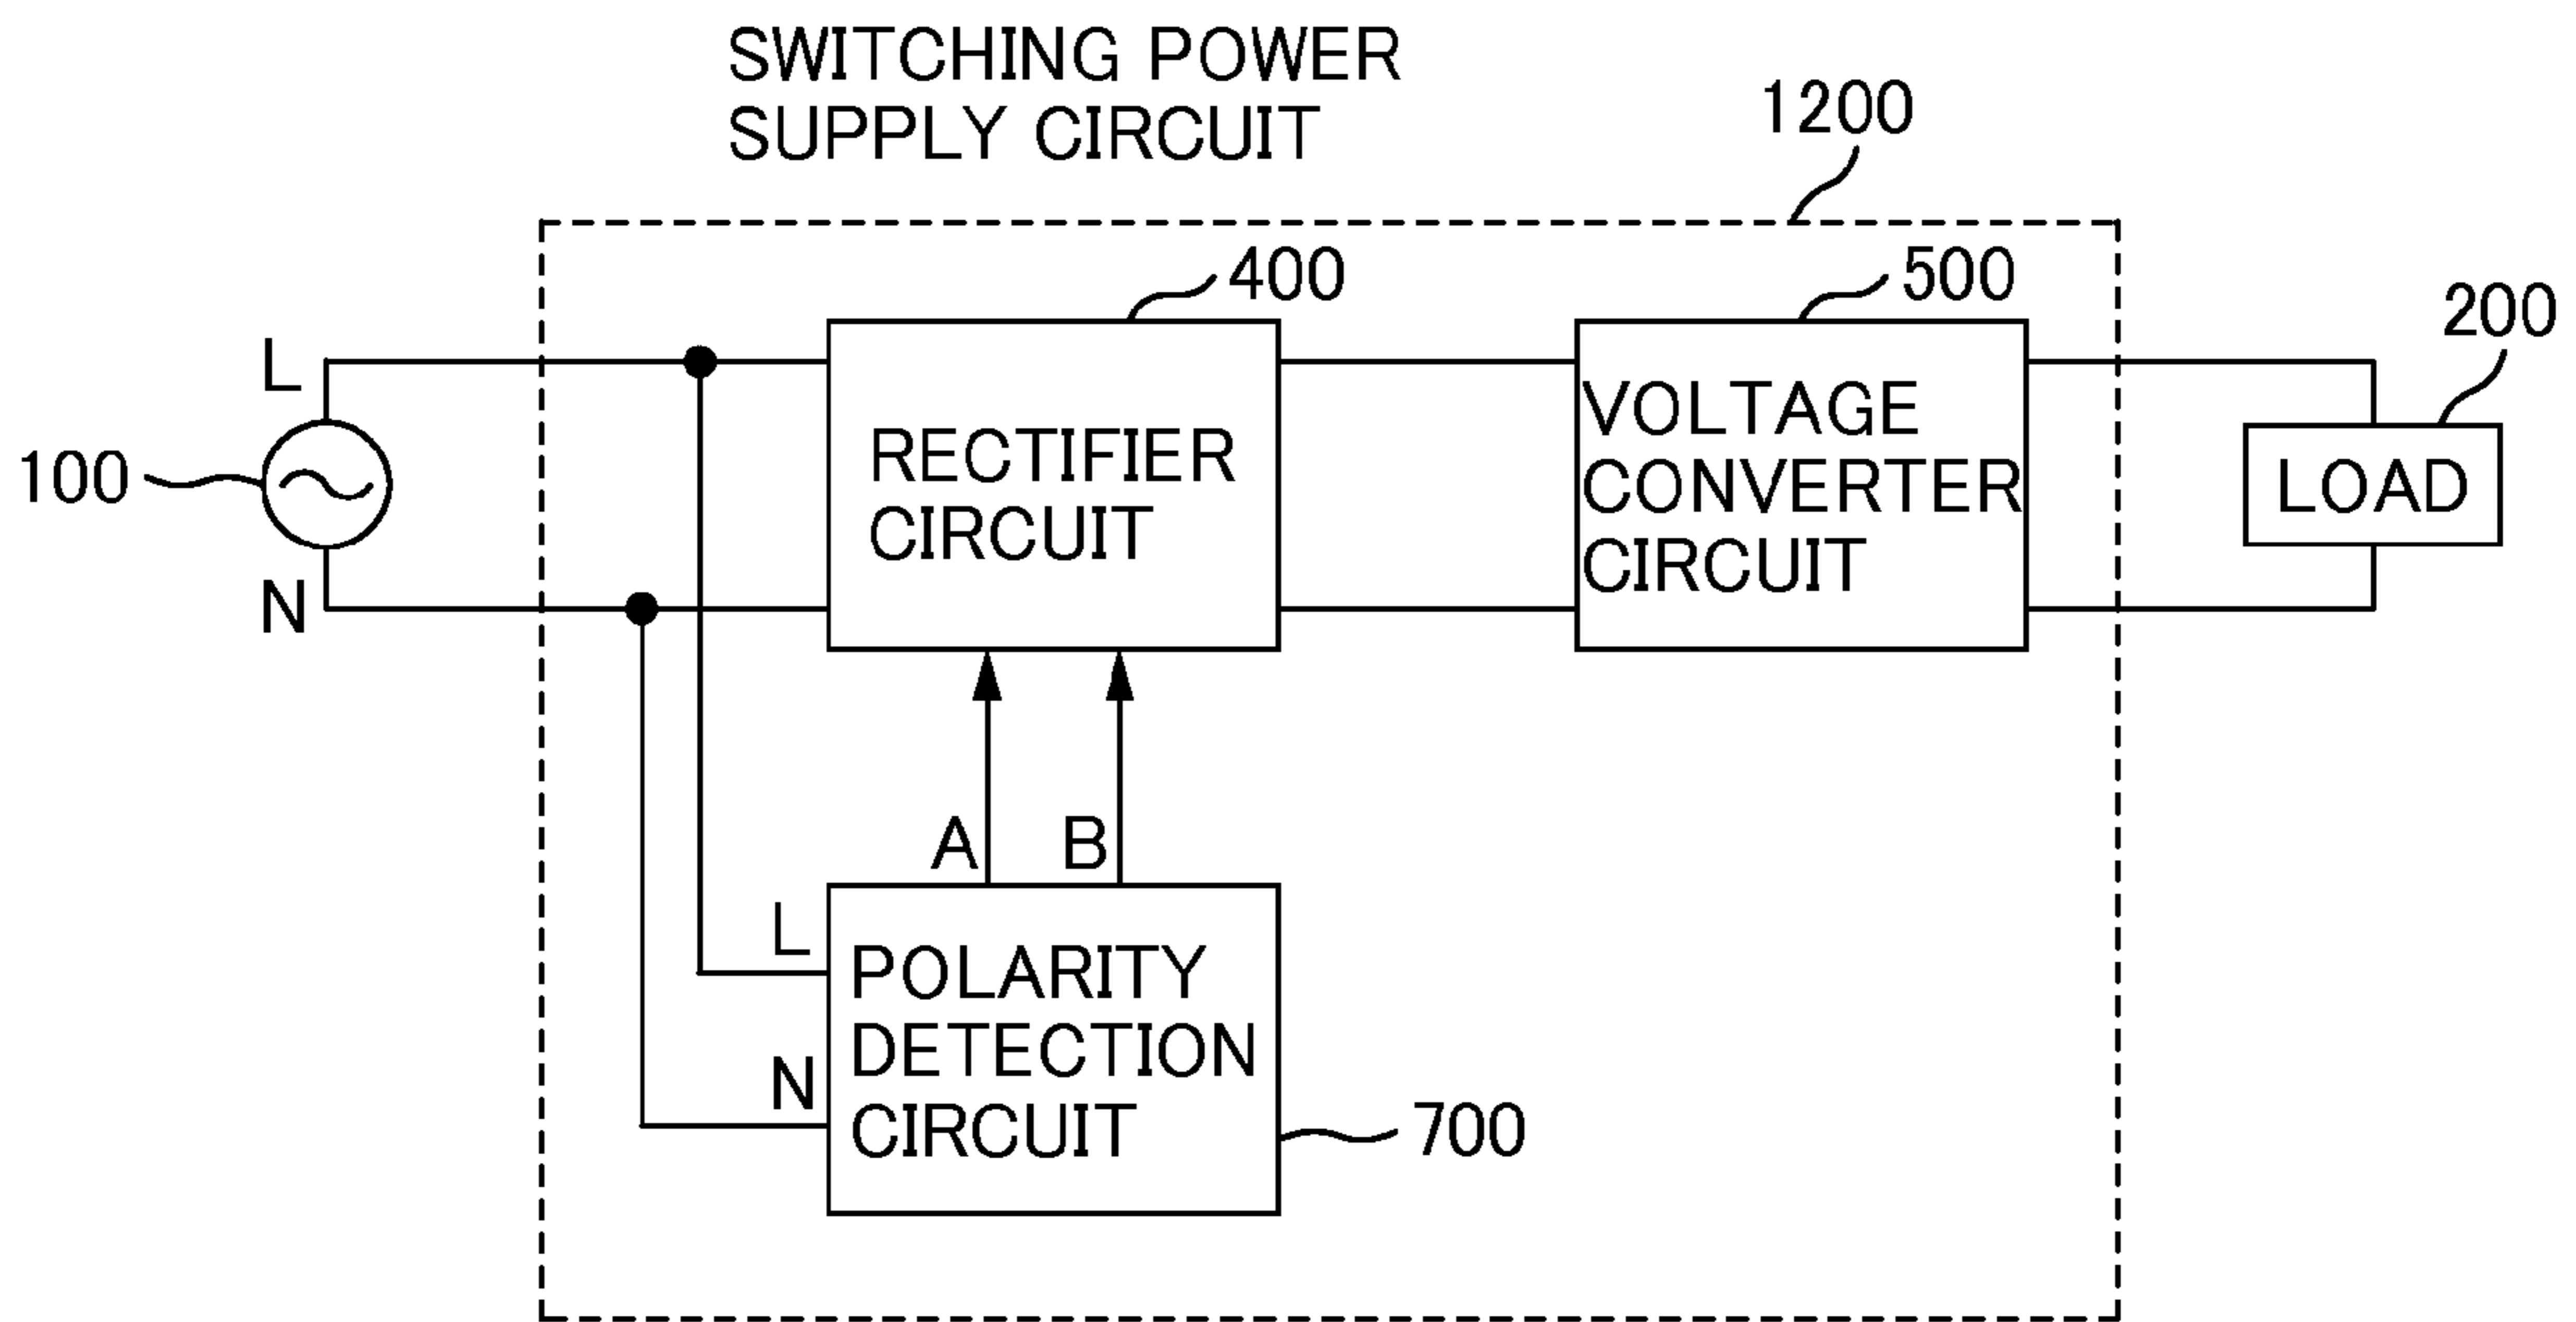 SWITCHING POWER
SUPPLY CIRCUIT
1200
400
500
200
L
100
N
RECTIFIER
CIRCUIT
VOLTAGE
CONVERTER
CIRCUIT
LOAD
A
B
L
N
POLARITY
DETECTION
CIRCUIT
700